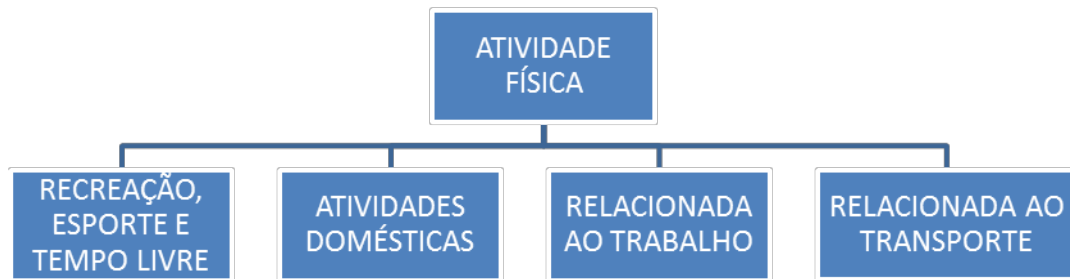 ATIVIDADE
FÍSICA
RECREAÇÃO,
ESPORTE E
TEMPO LIVRE
ATIVIDADES
DOMÉSTICAS
RELACIONADA
AO TRABALHO
RELACIONADA AO
TRANSPORTE